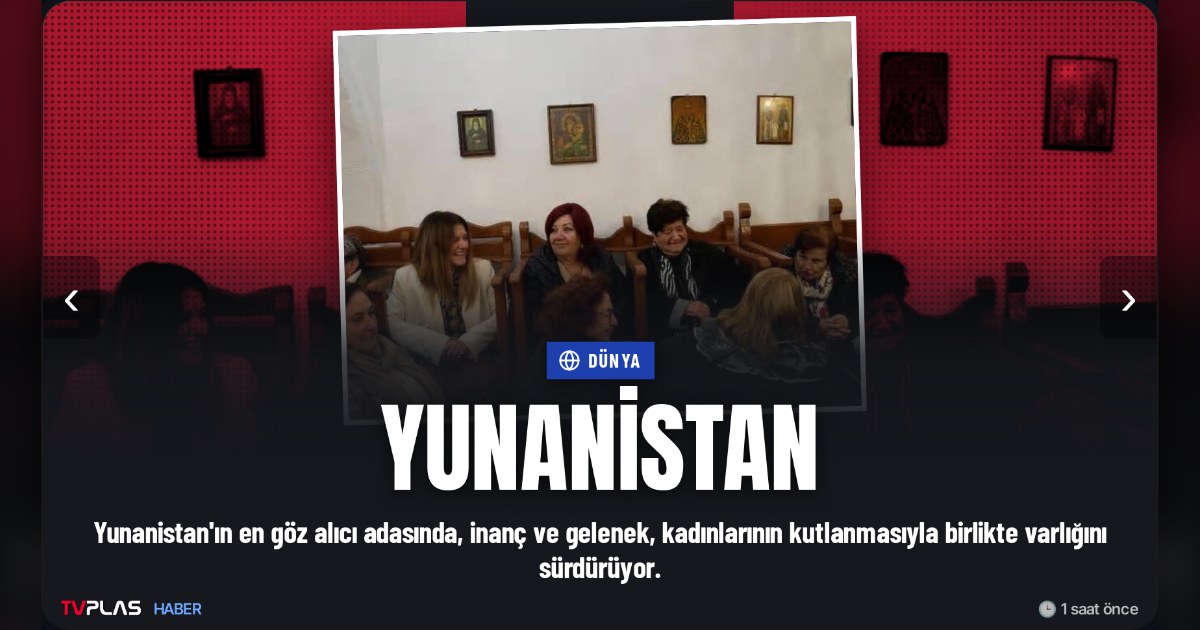 DÜNYA
YUNANİSTAN
Yunanistan'ın en göz alıcı adasında, inanç ve gelenek, kadınlarının kutlanmasıyla birlikte varlığını
sürdürüyor.
TVPLAS HABER
1 saat önce